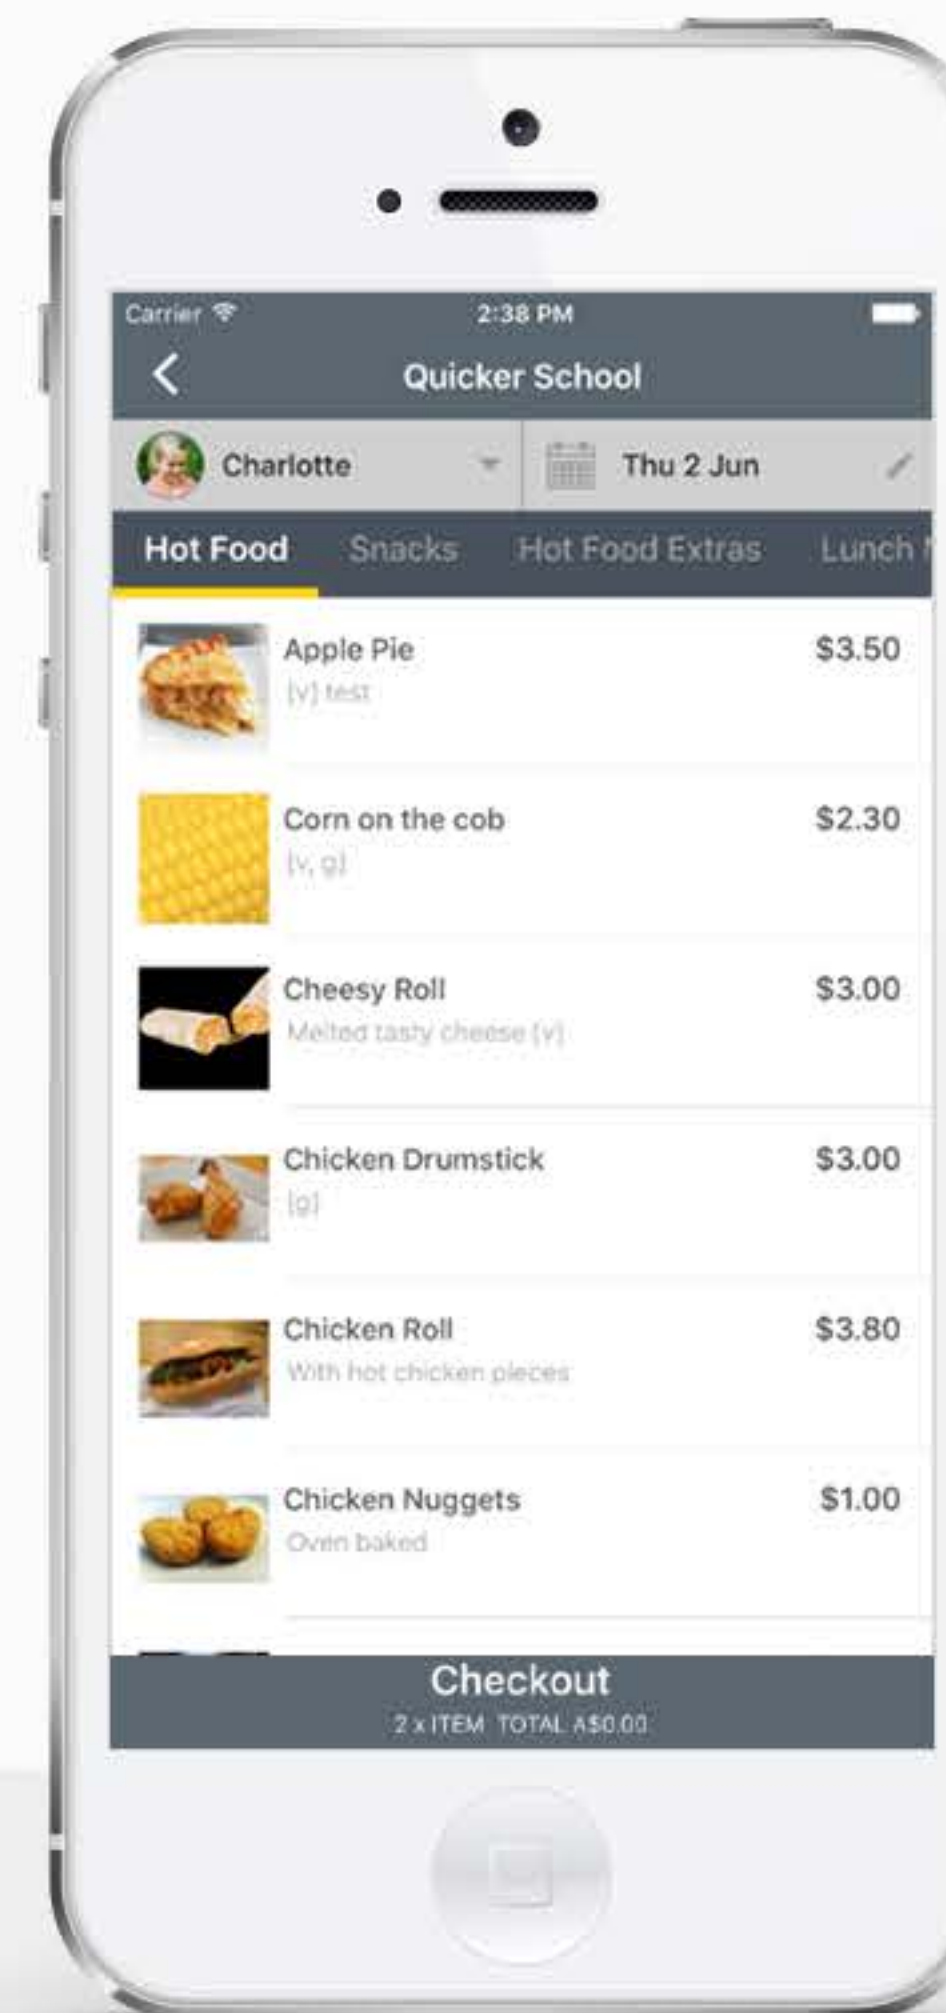 Carrier 2:38 PM
Quicker School
Charlotte Thu 2 Jun
Hot Food Snacks Hot Food Extras Lunch
Apple Pie $3.50
(v) test
Corn on the cob $2.30
(v, g)
Cheesy Roll $3.00
Melted tasty cheese (v)
Chicken Drumstick $3.00
(g)
Chicken Roll $3.80
With hot chicken pieces
Chicken Nuggets $1.00
Oven baked
Checkout
2 x ITEM TOTAL A$0.00